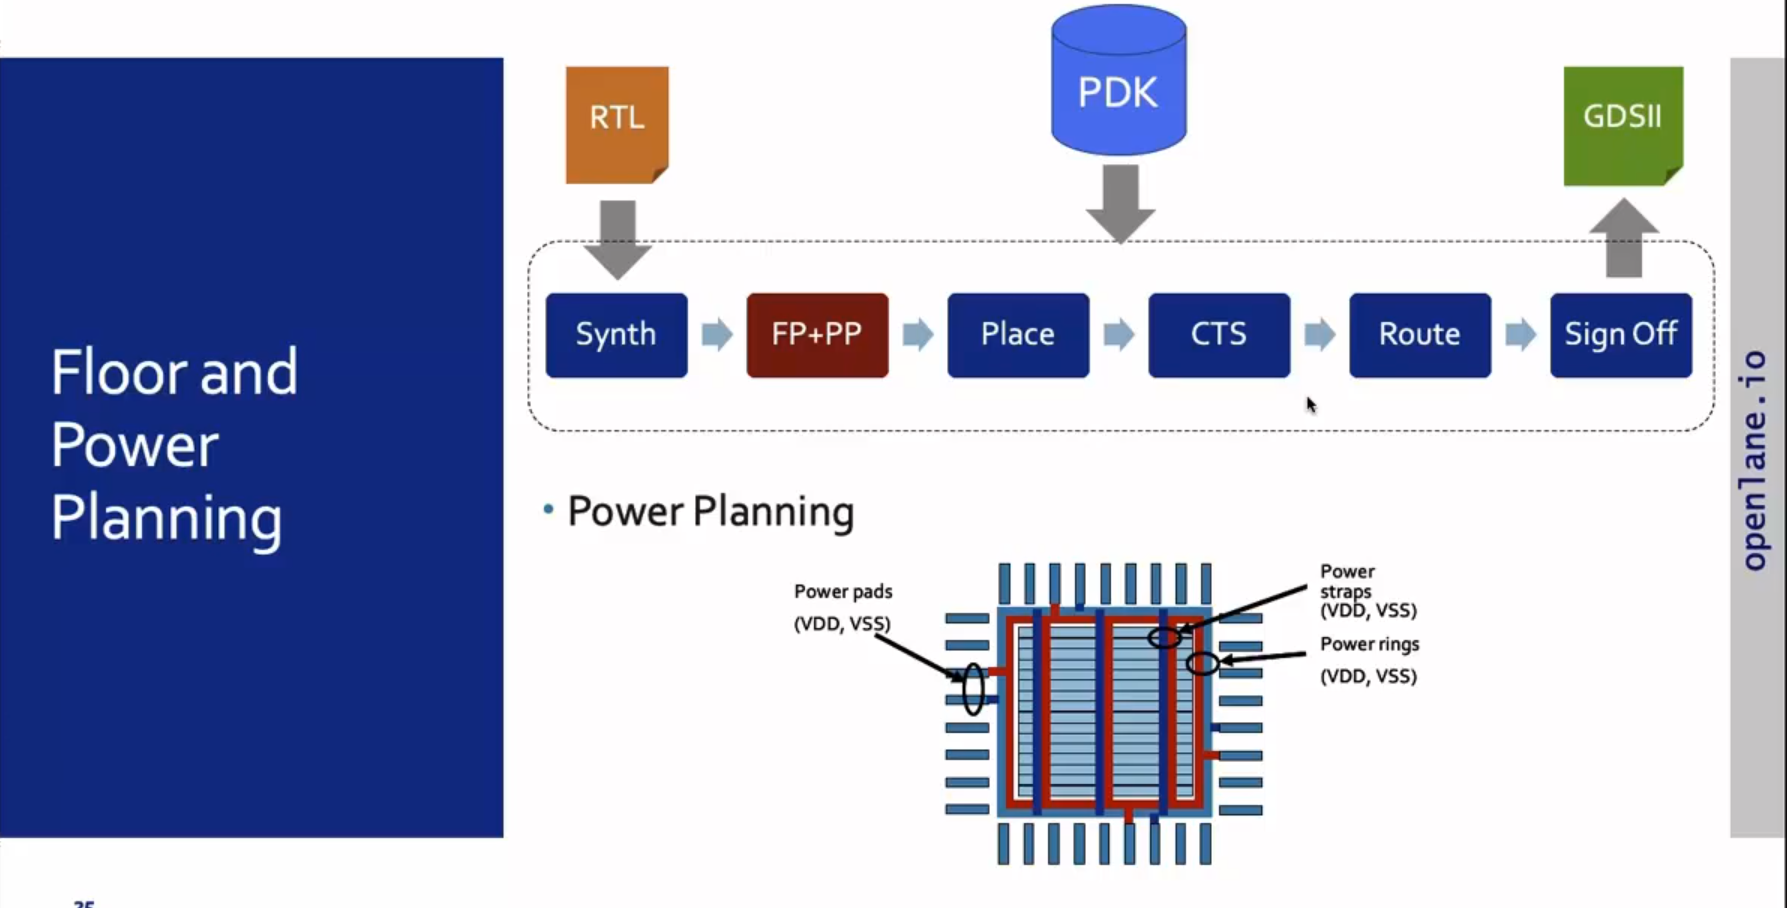 RTL
PDK
GDSII
Synth
FP+PP
Place
CTS
Route
Sign Off
Floor and
Power
Planning
• Power Planning
Power pads
(VDD, VSS)
Power
straps
(VDD, VSS)
Power rings
(VDD, VSS)
openlane.io